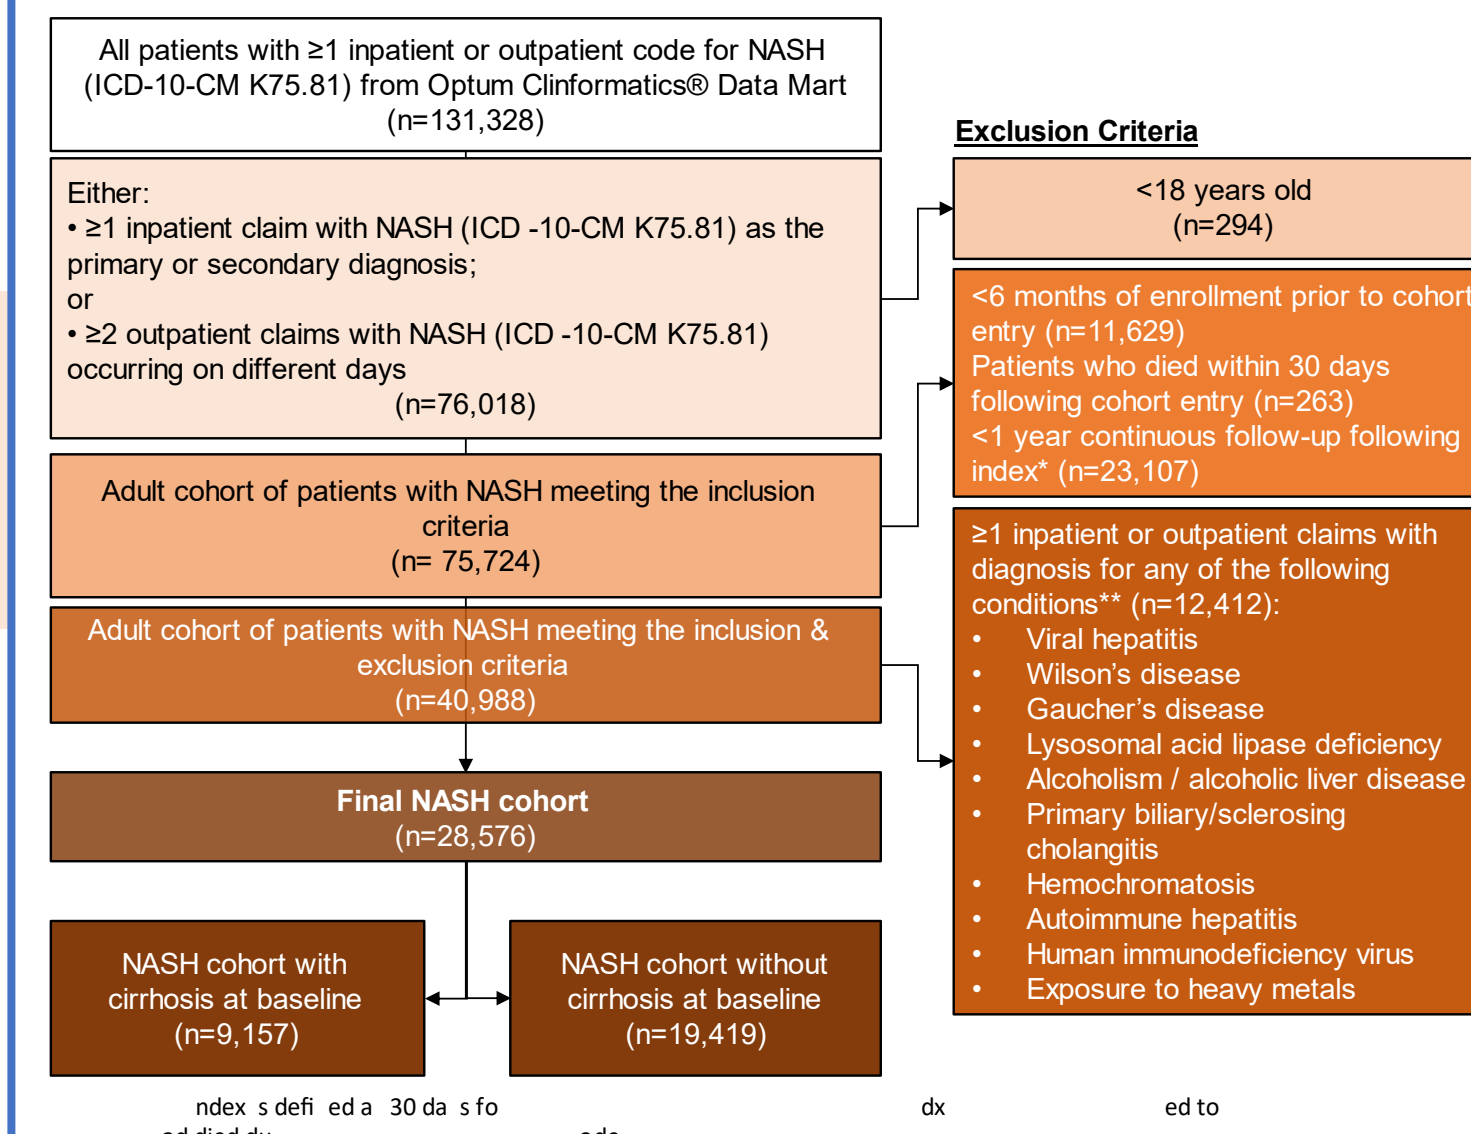 All patients with ≥1 inpatient or outpatient code for NASH
(ICD-10-CM K75.81) from Optum Clinformatics® Data Mart
(n=131,328)
Either:
• ≥1 inpatient claim with NASH (ICD -10-CM K75.81) as the
primary or secondary diagnosis;
or
• ≥2 outpatient claims with NASH (ICD -10-CM K75.81)
occurring on different days
(n=76,018)
Adult cohort of patients with NASH meeting the inclusion
criteria
(n= 75,724)
Adult cohort of patients with NASH meeting the inclusion &
exclusion criteria
(n=40,988)
Final NASH cohort
(n=28,576)
NASH cohort with
cirrhosis at baseline
(n=9,157)
NASH cohort without
cirrhosis at baseline
(n=19,419)
Exclusion Criteria
<18 years old
(n=294)
<6 months of enrollment prior to cohort
entry (n=11,629)
Patients who died within 30 days
following cohort entry (n=263)
<1 year continuous follow-up following
index* (n=23,107)
≥1 inpatient or outpatient claims with
diagnosis for any of the following
conditions** (n=12,412):
• Viral hepatitis
• Wilson’s disease
• Gaucher’s disease
• Lysosomal acid lipase deficiency
• Alcoholism / alcoholic liver disease
• Primary biliary/sclerosing
cholangitis
• Hemochromatosis
• Autoimmune hepatitis
• Human immunodeficiency virus
• Exposure to heavy metals
ndex s defi ed a 30 da s fo dx ed to